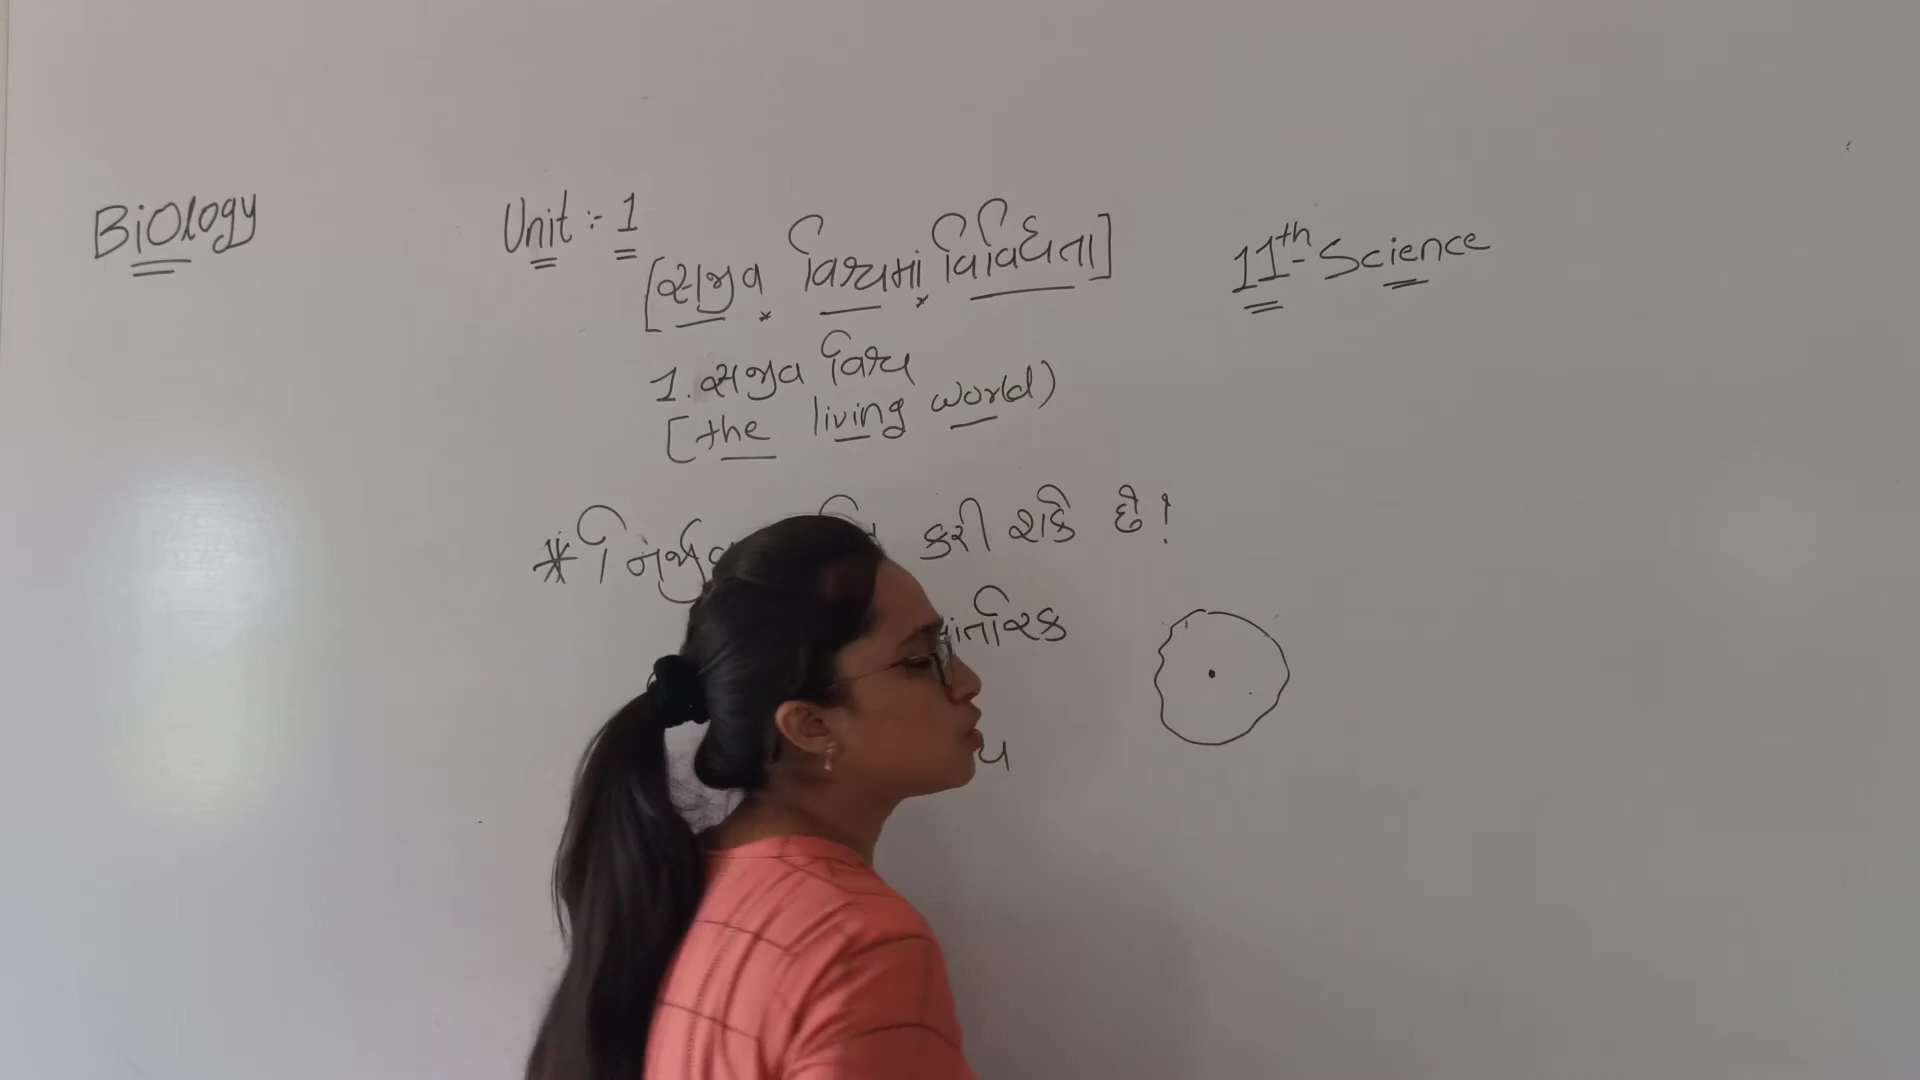 Biology
Unit :- 1
[સજીવ વિશ્વમાં વિવિધતા]
11th Science
1. સજીવ વિશ્વ
[the living world)
* કરી શકે છે!